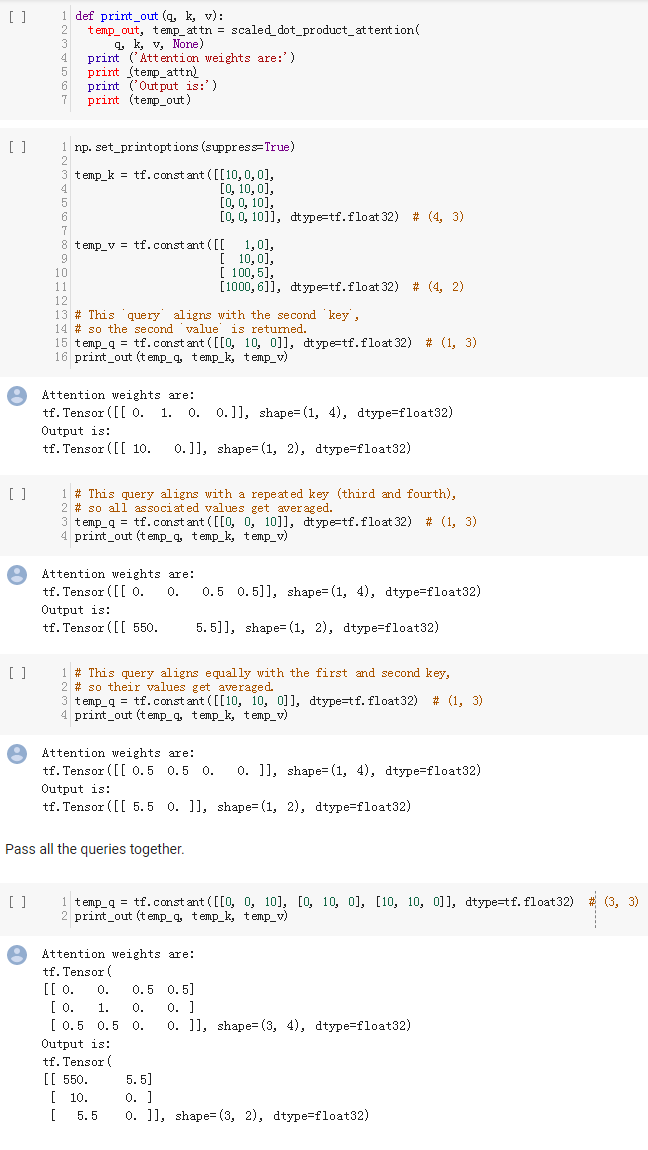 [ ] 1 def print_out(q, k, v):
2   temp_out, temp_attn = scaled_dot_product_attention(
3       q, k, v, None)
4   print ('Attention weights are:')
5   print (temp_attn)
6   print ('Output is:')
7   print (temp_out)
[ ] 1 np.set_printoptions(suppress=True)
2
3 temp_k = tf.constant([[10,0,0],
4                       [0,10,0],
5                       [0,0,10],
6                       [0,0,10]], dtype=tf.float32)  # (4, 3)
7
8 temp_v = tf.constant([[   1,0],
9                       [  10,0],
10                       [ 100,5],
11                       [1000,6]], dtype=tf.float32)  # (4, 2)
12
13 # This `query` aligns with the second `key`,
14 # so the second `value` is returned.
15 temp_q = tf.constant([[0, 10, 0]], dtype=tf.float32)  # (1, 3)
16 print_out(temp_q, temp_k, temp_v)
Attention weights are:
tf.Tensor([[ 0.  1.  0.  0.]], shape=(1, 4), dtype=float32)
Output is:
tf.Tensor([[ 10.   0.]], shape=(1, 2), dtype=float32)
[ ] 1 # This query aligns with a repeated key (third and fourth),
2 # so all associated values get averaged.
3 temp_q = tf.constant([[0, 0, 10]], dtype=tf.float32)  # (1, 3)
4 print_out(temp_q, temp_k, temp_v)
Attention weights are:
tf.Tensor([[ 0.   0.   0.5  0.5]], shape=(1, 4), dtype=float32)
Output is:
tf.Tensor([[ 550.     5.5]], shape=(1, 2), dtype=float32)
[ ] 1 # This query aligns equally with the first and second key,
2 # so their values get averaged.
3 temp_q = tf.constant([[10, 10, 0]], dtype=tf.float32)  # (1, 3)
4 print_out(temp_q, temp_k, temp_v)
Attention weights are:
tf.Tensor([[ 0.5  0.5  0.   0. ]], shape=(1, 4), dtype=float32)
Output is:
tf.Tensor([[ 5.5  0. ]], shape=(1, 2), dtype=float32)
Pass all the queries together.
[ ] 1 temp_q = tf.constant([[0, 0, 10], [0, 10, 0], [10, 10, 0]], dtype=tf.float32)  # (3, 3)
2 print_out(temp_q, temp_k, temp_v)
Attention weights are:
tf.Tensor(
[[ 0.   0.   0.5  0.5]
 [ 0.   1.   0.   0. ]
 [ 0.5  0.5  0.   0. ]], shape=(3, 4), dtype=float32)
Output is:
tf.Tensor(
[[ 550.     5.5]
 [  10.     0. ]
 [   5.5    0. ]], shape=(3, 2), dtype=float32)